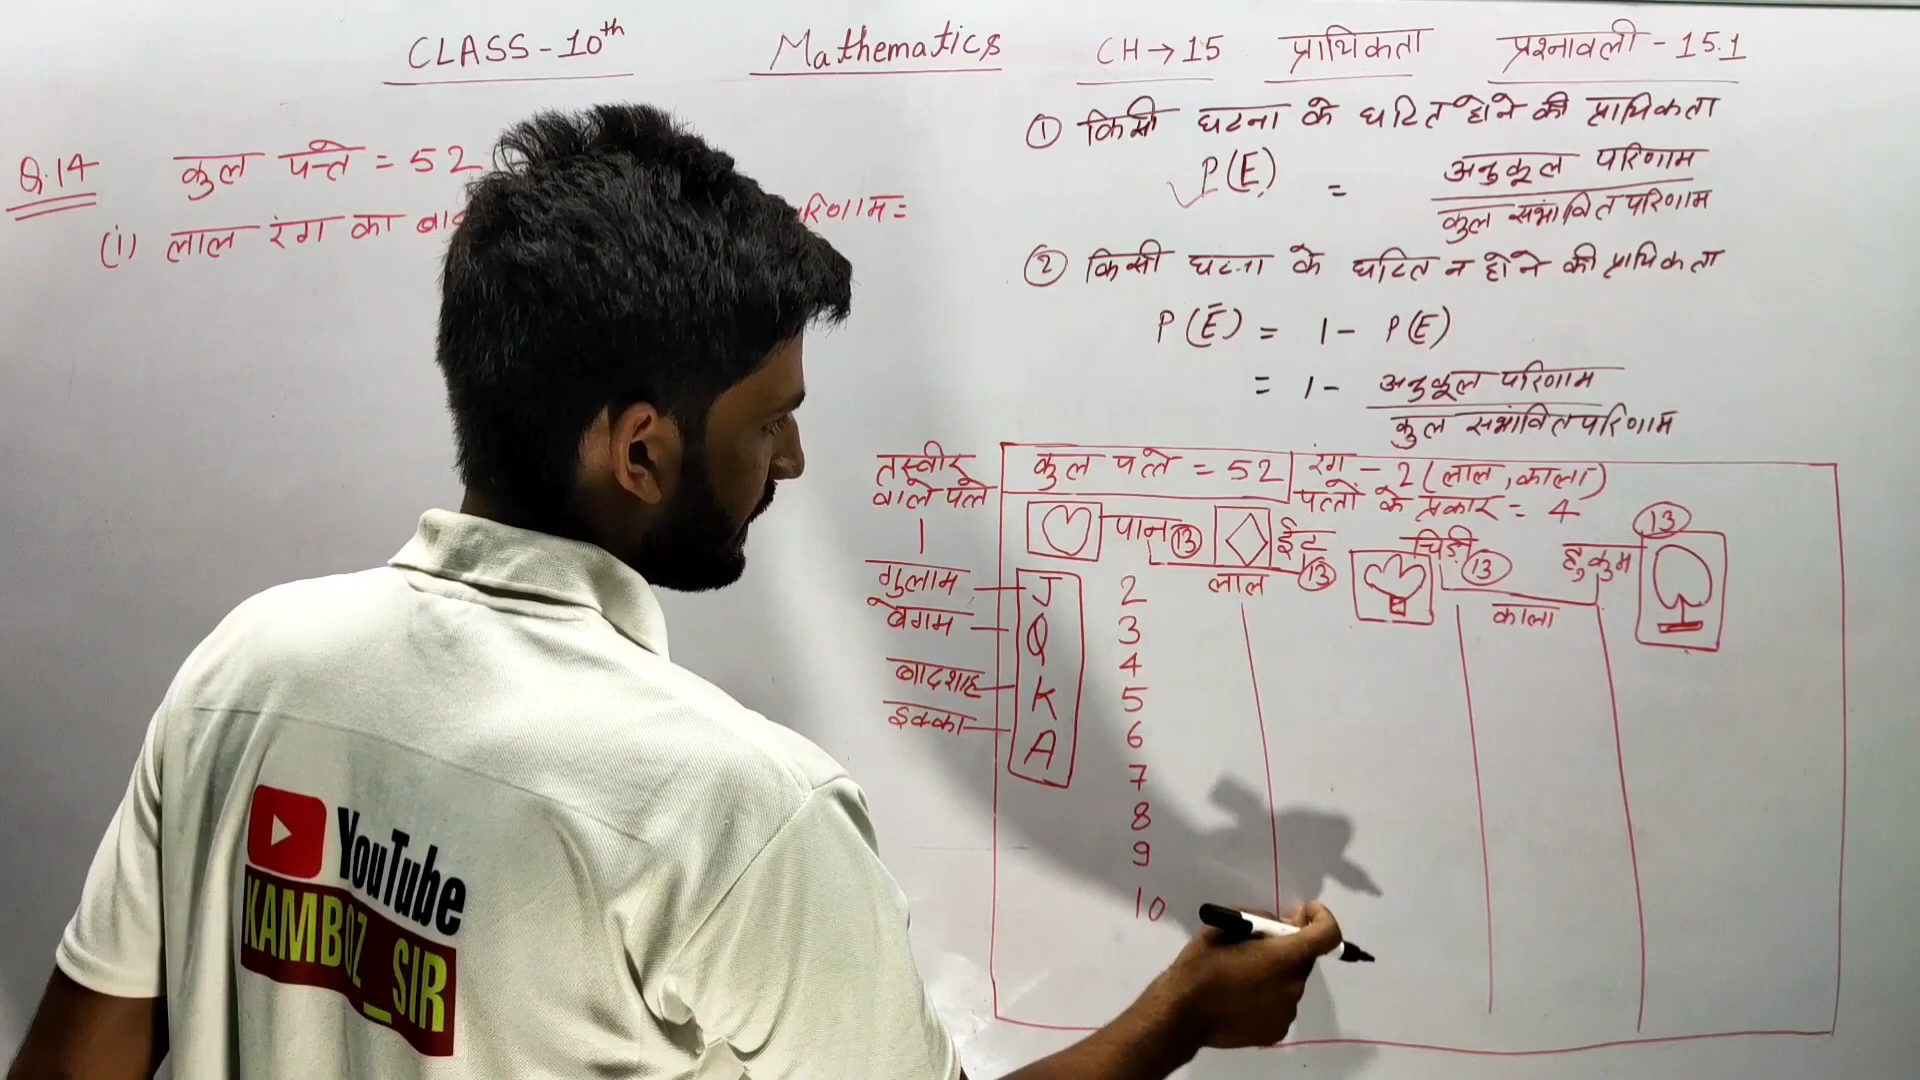 CLASS-10th Mathematics CH→15 प्रायिकता प्रश्नावली-15.1
① किसी घटना के घटित होने की प्रायिकता
P(E) = अनुकूल परिणाम
कुल संभावित परिणाम
② किसी घटना के घटित न होने की प्रायिकता
P(Ē) = 1 - P(E)
= 1 - अनुकूल परिणाम
कुल संभावित परिणाम
Q.14 कुल पत्ते = 52
(i) लाल रंग का
तस्वीर
वाले पत्ते
कुल पत्ते = 52
रंग - 2 (लाल, काला)
पत्तों के प्रकार = 4
पान 13
ईंट 13
लाल
चिड़ी 13
हुकुम 13
काला
गुलाम J
बेगम Q
बादशाह K
इक्का A
2
3
4
5
6
7
8
9
10
YouTube
KAMBOZ_SIR